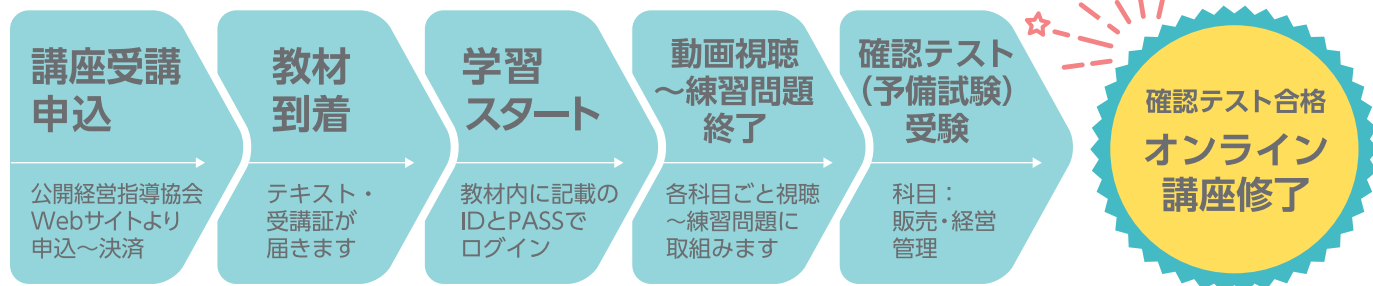 講座受講
申込
公開経営指導協会
Webサイトより
申込～決済
教材
到着
テキスト・
受講証が
届きます
学習
スタート
教材内に記載の
IDとPASSで
ログイン
動画視聴
～練習問題
終了
各科目ごと視聴
～練習問題に
取組みます
確認テスト
（予備試験）
受験
科目：
販売・経営
管理
確認テスト合格
オンライン
講座修了